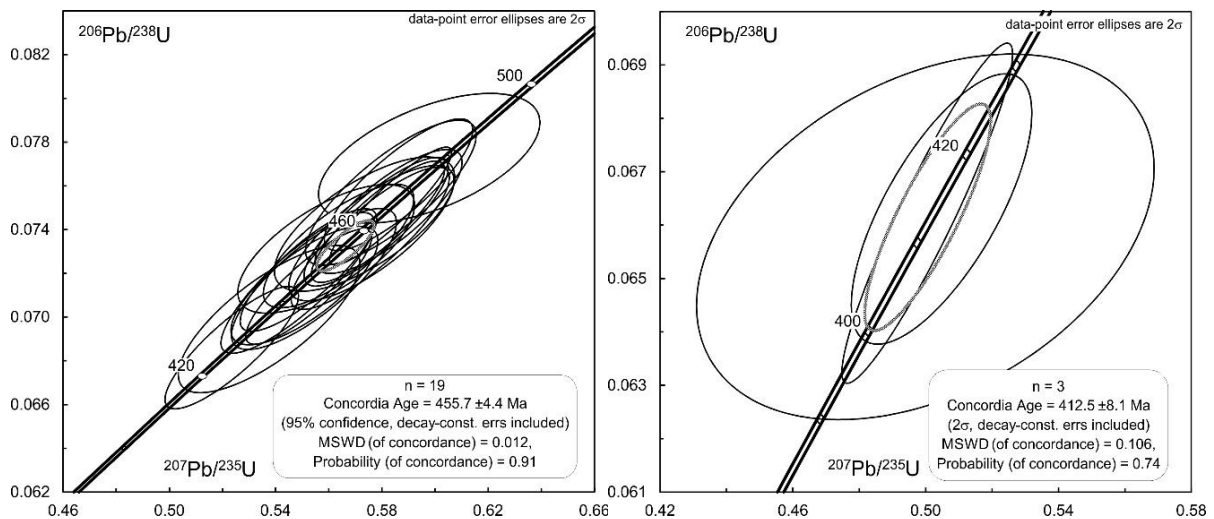 data-point error ellipses are 2σ
²⁰⁶Pb/²³⁸U
0.082
0.078
0.074
0.070
0.066
0.062
500
460
420
n = 19
Concordia Age = 455.7 ±4.4 Ma
(95% confidence, decay-const. errs included)
MSWD (of concordance) = 0.012,
Probability (of concordance) = 0.91
²⁰⁷Pb/²³⁵U
0.46 0.50 0.54 0.58 0.62 0.66
data-point error ellipses are 2σ
²⁰⁶Pb/²³⁸U
0.069
0.067
0.065
0.063
0.061
420
400
n = 3
Concordia Age = 412.5 ±8.1 Ma
(2σ, decay-const. errs included)
MSWD (of concordance) = 0.106,
Probability (of concordance) = 0.74
²⁰⁷Pb/²³⁵U
0.42 0.46 0.50 0.54 0.58